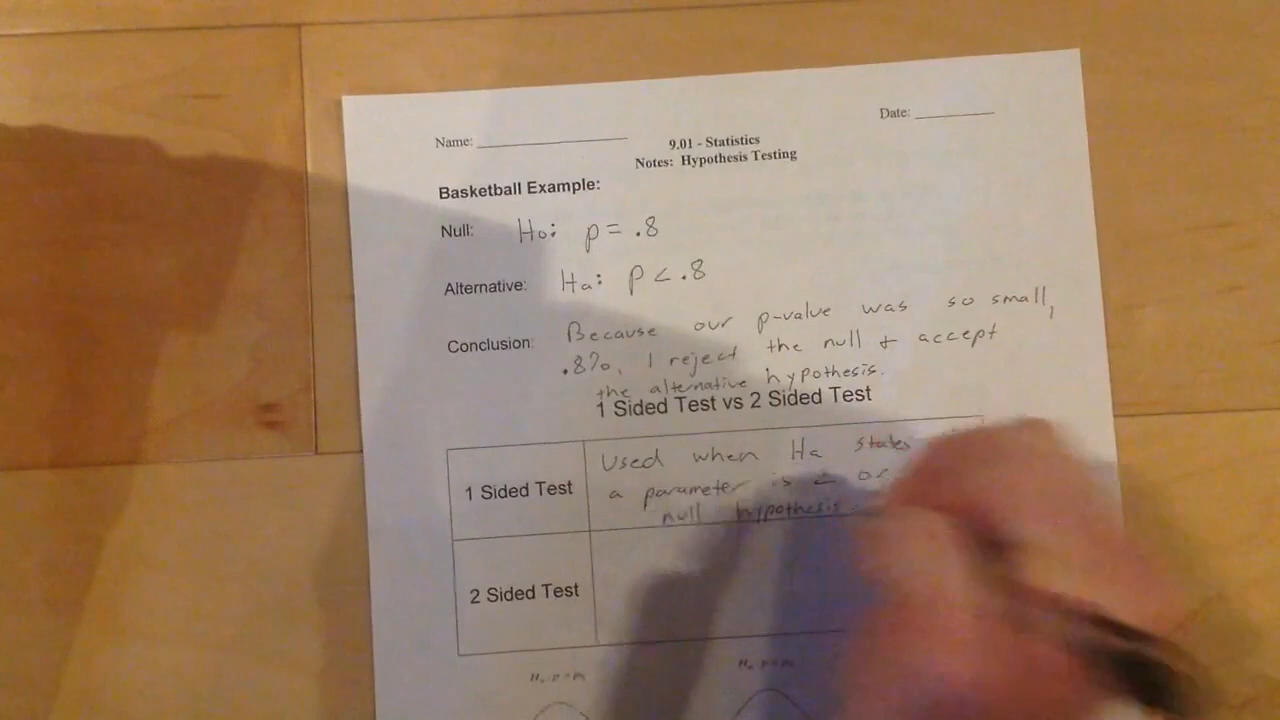 Name: Date:
9.01 - Statistics
Notes: Hypothesis Testing
Basketball Example:
Null: Ho: p = .8
Alternative: Ha: p < .8
Conclusion: Because our p-value was so small,
.8%, I reject the null + accept
the alternative hypothesis.
1 Sided Test vs 2 Sided Test
1 Sided Test
Used when Ha states
a parameter is < or
null hypothesis
2 Sided Test